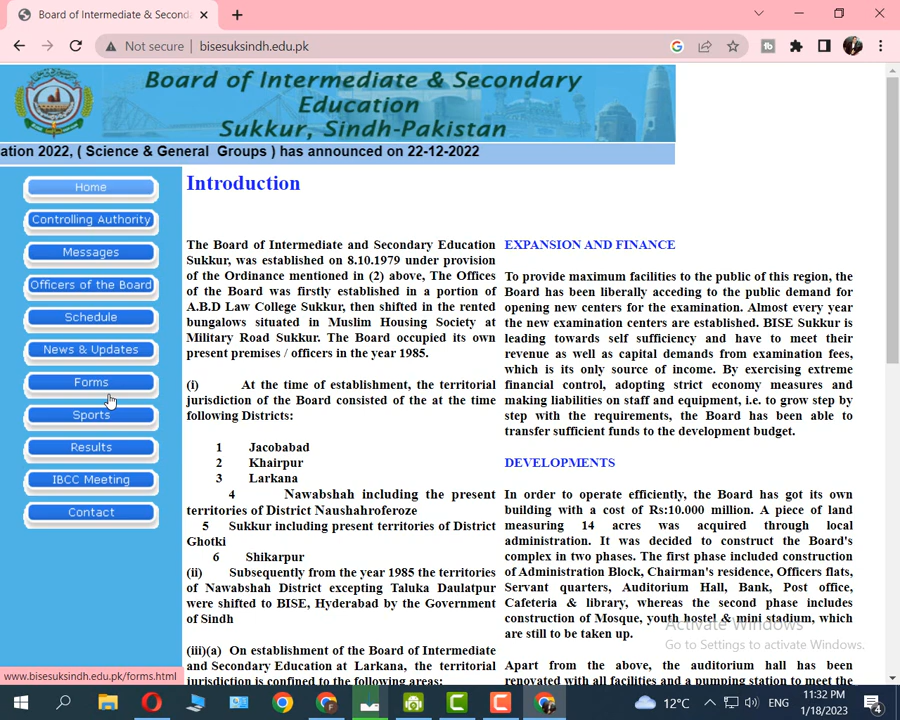 Board of Intermediate & Second
Not secure
bisesuksindh.edu.pk
Board of Intermediate & Secondary
Education
Sukkur, Sindh-Pakistan
ation 2022, ( Science & General Groups ) has announced on 22-12-2022
Home
Controlling Authority
Messages
Officers of the Board
Schedule
News & Updates
Forms
Sports
Results
IBCC Meeting
Contact
Introduction
The Board of Intermediate and Secondary Education
Sukkur, was established on 8.10.1979 under provision
of the Ordinance mentioned in (2) above, The Offices
of the Board was firstly established in a portion of
A.B.D Law College Sukkur, then shifted in the rented
bungalows situated in Muslim Housing Society at
Military Road Sukkur. The Board occupied its own
present premises / officers in the year 1985.
(i) At the time of establishment, the territorial
jurisdiction of the Board consisted of the at the time
following Districts:
1 Jacobabad
2 Khairpur
3 Larkana
4 Nawabshah including the present
territories of District Naushahroferoze
5 Sukkur including present territories of District
Ghotki
6 Shikarpur
(ii) Subsequently from the year 1985 the territories
of Nawabshah District excepting Taluka Daulatpur
were shifted to BISE, Hyderabad by the Government
of Sindh
(iii)(a) On establishment of the Board of Intermediate
and Secondary Education at Larkana, the territorial
jurisdiction is confined to the following areas:
EXPANSION AND FINANCE
To provide maximum facilities to the public of this region, the
Board has been liberally acceding to the public demand for
opening new centers for the examination. Almost every year
the new examination centers are established. BISE Sukkur is
leading towards self sufficiency and have to meet their
revenue as well as capital demands from examination fees,
which is its only source of income. By exercising extreme
financial control, adopting strict economy measures and
making liabilities on staff and equipment, i.e. to grow step by
step with the requirements, the Board has been able to
transfer sufficient funds to the development budget.
DEVELOPMENTS
In order to operate efficiently, the Board has got its own
building with a cost of Rs:10.000 million. A piece of land
measuring 14 acres was acquired through local
administration. It was decided to construct the Board's
complex in two phases. The first phase included construction
of Administration Block, Chairman's residence, Officers flats,
Servant quarters, Auditorium Hall, Bank, Post office,
Cafeteria & library, whereas the second phase includes
construction of Mosque, youth hostel & mini stadium, which
are still to be taken up.
Apart from the above, the auditorium hall has been
renovated with all facilities and a pumping station to meet the
Activate Windows
Go to Settings to activate Windows.
www.bisesuksindh.edu.pk/forms.html
12°C
ENG
11:32 PM
1/18/2023
4